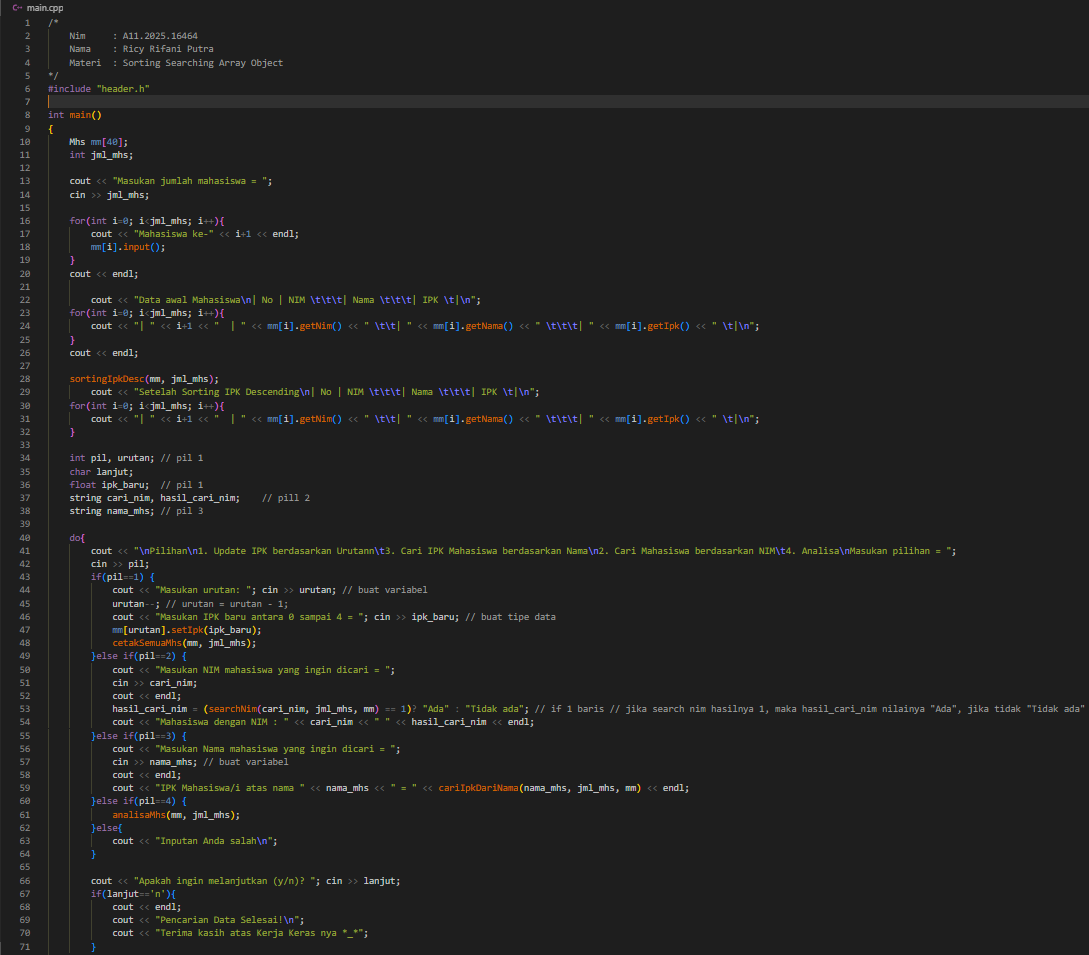 main.cpp
1 /*
2     Nim     : A11.2025.16464
3     Nama    : Ricy Rifani Putra
4     Materi  : Sorting Searching Array Object
5 */
6 #include "header.h"
7
8 int main()
9 {
10     Mhs mm[40];
11     int jml_mhs;
12
13     cout << "Masukan jumlah mahasiswa = ";
14     cin >> jml_mhs;
15
16     for(int i=0; i<jml_mhs; i++){
17         cout << "Mahasiswa ke-" << i+1 << endl;
18         mm[i].input();
19     }
20     cout << endl;
21
22         cout << "Data awal Mahasiswa\n| No | NIM \t\t\t| Nama \t\t\t| IPK \t|\n";
23     for(int i=0; i<jml_mhs; i++){
24         cout << "| " << i+1 << "  | " << mm[i].getNim() << " \t\t| " << mm[i].getNama() << " \t\t\t| " << mm[i].getIpk() << " \t|\n";
25     }
26     cout << endl;
27
28     sortingIpkDesc(mm, jml_mhs);
29         cout << "Setelah Sorting IPK Descending\n| No | NIM \t\t\t| Nama \t\t\t| IPK \t|\n";
30     for(int i=0; i<jml_mhs; i++){
31         cout << "| " << i+1 << "  | " << mm[i].getNim() << " \t\t| " << mm[i].getNama() << " \t\t\t| " << mm[i].getIpk() << " \t|\n";
32     }
33
34     int pil, urutan; // pil 1
35     char lanjut;
36     float ipk_baru;  // pil 1
37     string cari_nim, hasil_cari_nim;    // pill 2
38     string nama_mhs; // pil 3
39
40     do{
41         cout << "\nPilihan\n1. Update IPK berdasarkan Urutann\t3. Cari IPK Mahasiswa berdasarkan Nama\n2. Cari Mahasiswa berdasarkan NIM\t4. Analisa\nMasukan pilihan = ";
42         cin >> pil;
43         if(pil==1) {
44             cout << "Masukan urutan: "; cin >> urutan; // buat variabel
45             urutan--; // urutan = urutan - 1;
46             cout << "Masukan IPK baru antara 0 sampai 4 = "; cin >> ipk_baru; // buat tipe data
47             mm[urutan].setIpk(ipk_baru);
48             cetakSemuaMhs(mm, jml_mhs);
49         }else if(pil==2) {
50             cout << "Masukan NIM mahasiswa yang ingin dicari = ";
51             cin >> cari_nim;
52             cout << endl;
53             hasil_cari_nim = (searchNim(cari_nim, jml_mhs, mm) == 1)? "Ada" : "Tidak ada"; // if 1 baris // jika search nim hasilnya 1, maka hasil_cari_nim nilainya "Ada", jika tidak "Tidak ada"
54             cout << "Mahasiswa dengan NIM : " << cari_nim << " " << hasil_cari_nim << endl;
55         }else if(pil==3) {
56             cout << "Masukan Nama mahasiswa yang ingin dicari = ";
57             cin >> nama_mhs; // buat variabel
58             cout << endl;
59             cout << "IPK Mahasiswa/i atas nama " << nama_mhs << " = " << cariIpkDariNama(nama_mhs, jml_mhs, mm) << endl;
60         }else if(pil==4) {
61             analisaMhs(mm, jml_mhs);
62         }else{
63             cout << "Inputan Anda salah\n";
64         }
65
66         cout << "Apakah ingin melanjutkan (y/n)? "; cin >> lanjut;
67         if(lanjut=='n'){
68             cout << endl;
69             cout << "Pencarian Data Selesai!\n";
70             cout << "Terima kasih atas Kerja Keras nya *_*";
71         }